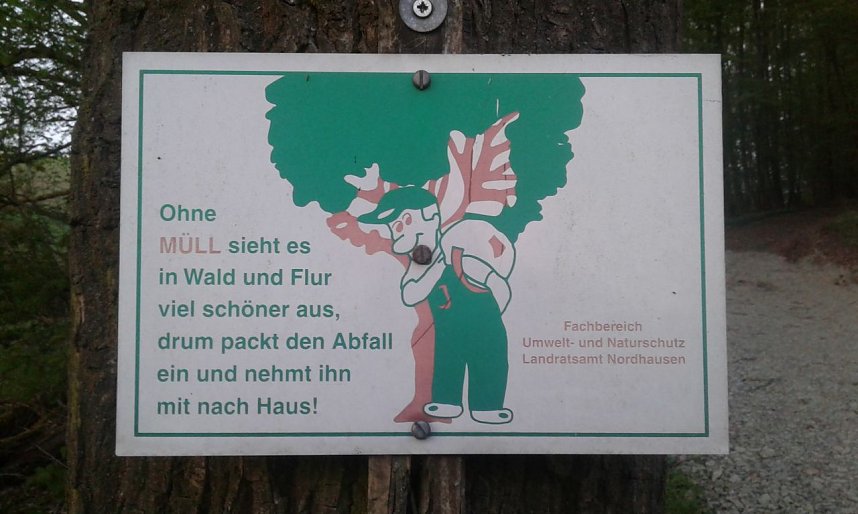 Ohne
MÜLL sieht es
in Wald und Flur
viel schöner aus,
drum packt den Abfall
ein und nehmt ihn
mit nach Haus!
Fachbereich
Umwelt- und Naturschutz
Landratsamt Nordhausen